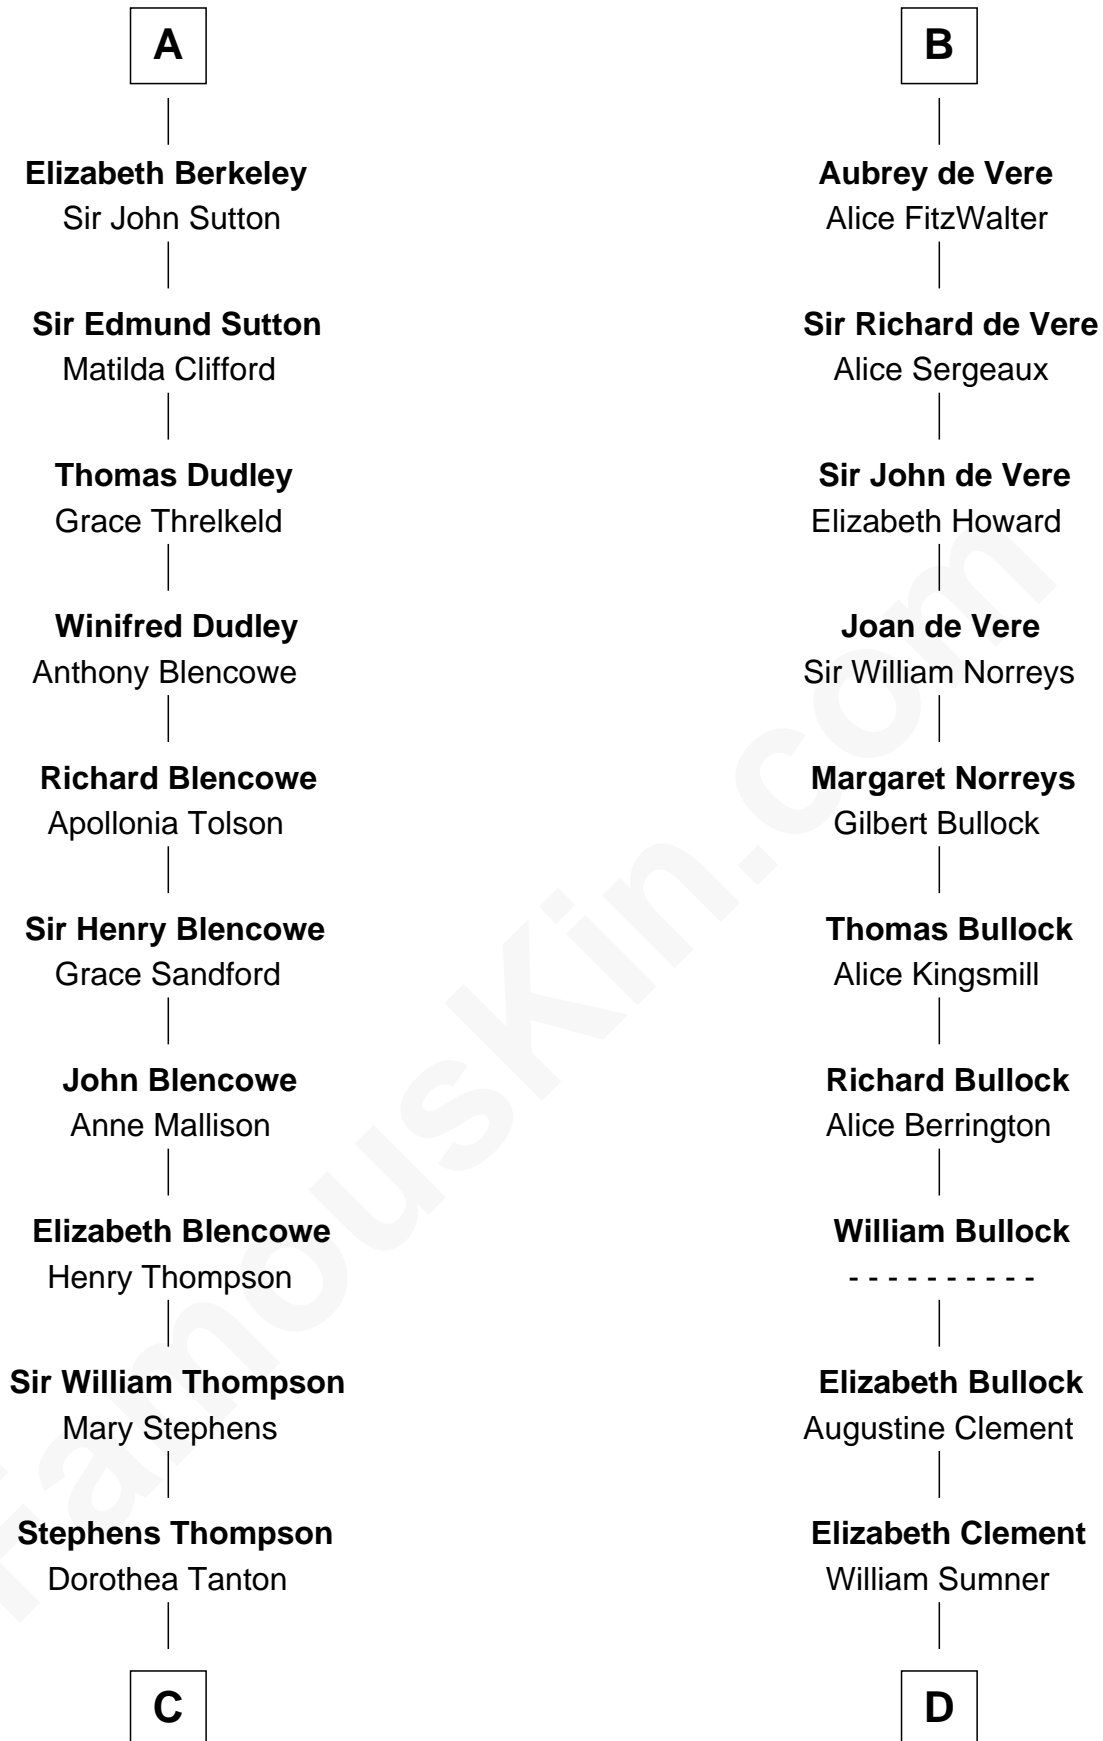 A
Elizabeth Berkeley
Sir John Sutton
Sir Edmund Sutton
Matilda Clifford
Thomas Dudley
Grace Threlkeld
Winifred Dudley
Anthony Blencowe
Richard Blencowe
Apollonia Tolson
Sir Henry Blencowe
Grace Sandford
John Blencowe
Anne Mallison
Elizabeth Blencowe
Henry Thompson
Sir William Thompson
Mary Stephens
Stephens Thompson
Dorothea Tanton
C
B
Aubrey de Vere
Alice FitzWalter
Sir Richard de Vere
Alice Sergeaux
Sir John de Vere
Elizabeth Howard
Joan de Vere
Sir William Norreys
Margaret Norreys
Gilbert Bullock
Thomas Bullock
Alice Kingsmill
Richard Bullock
Alice Berrington
William Bullock
- - - - - - - - - -
Elizabeth Bullock
Augustine Clement
Elizabeth Clement
William Sumner
D
FamousKin.com